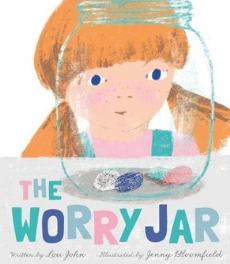 THE
WORRY JAR
Written by Lou John Illustrated by Jenny Bloomfield